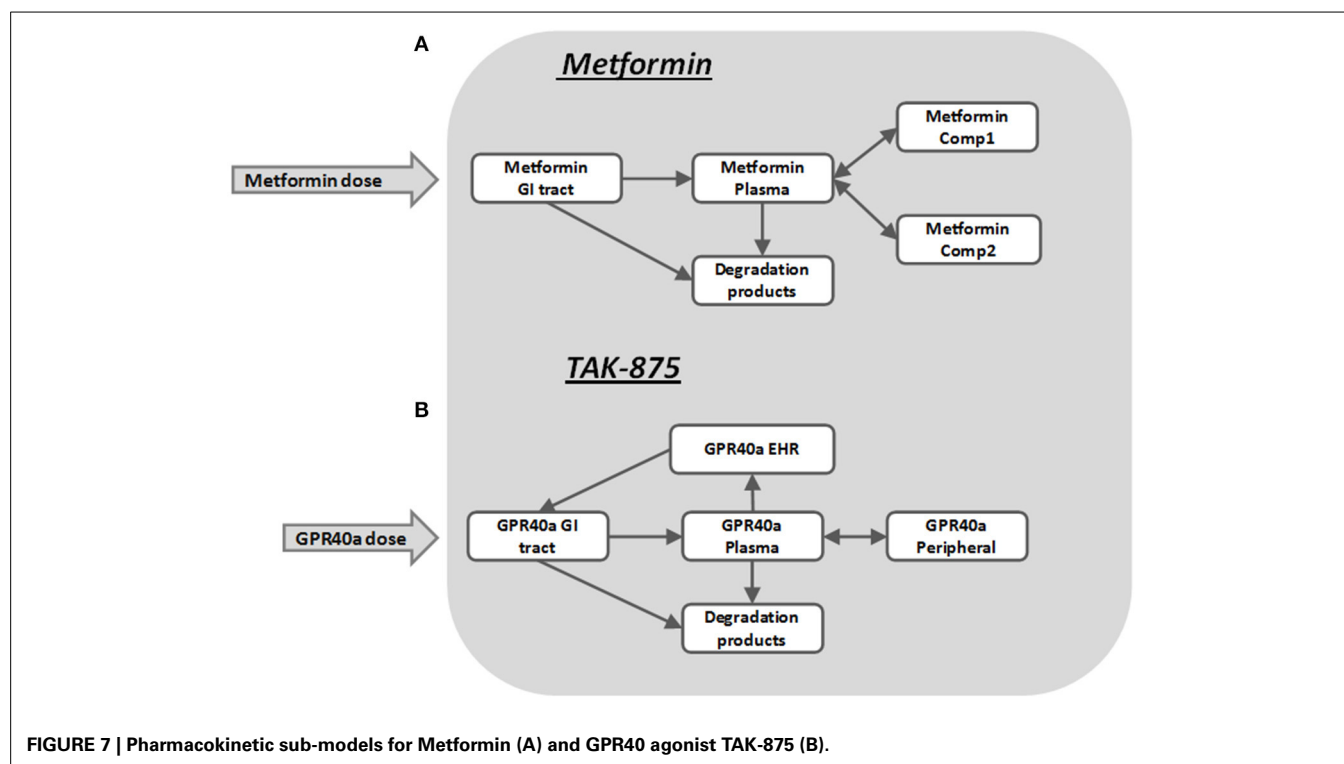 A
Metformin
Metformin dose
Metformin
GI tract
Metformin
Plasma
Metformin
Comp1
Metformin
Comp2
Degradation
products
TAK-875
B
GPR40a EHR
GPR40a dose
GPR40a GI
tract
GPR40a
Plasma
GPR40a
Peripheral
Degradation
products
FIGURE 7 | Pharmacokinetic sub-models for Metformin (A) and GPR40 agonist TAK-875 (B).